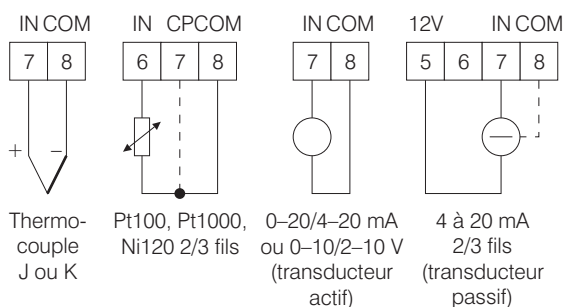 IN COM IN CPCOM IN COM 12V IN COM
7 8 6 7 8 7 8 5 6 7 8
+ −
Thermo- Pt100, Pt1000, 0–20/4–20 mA 4 à 20 mA
couple Ni120 2/3 fils ou 0–10/2–10 V 2/3 fils
J ou K (transducteur (transducteur
actif) passif)